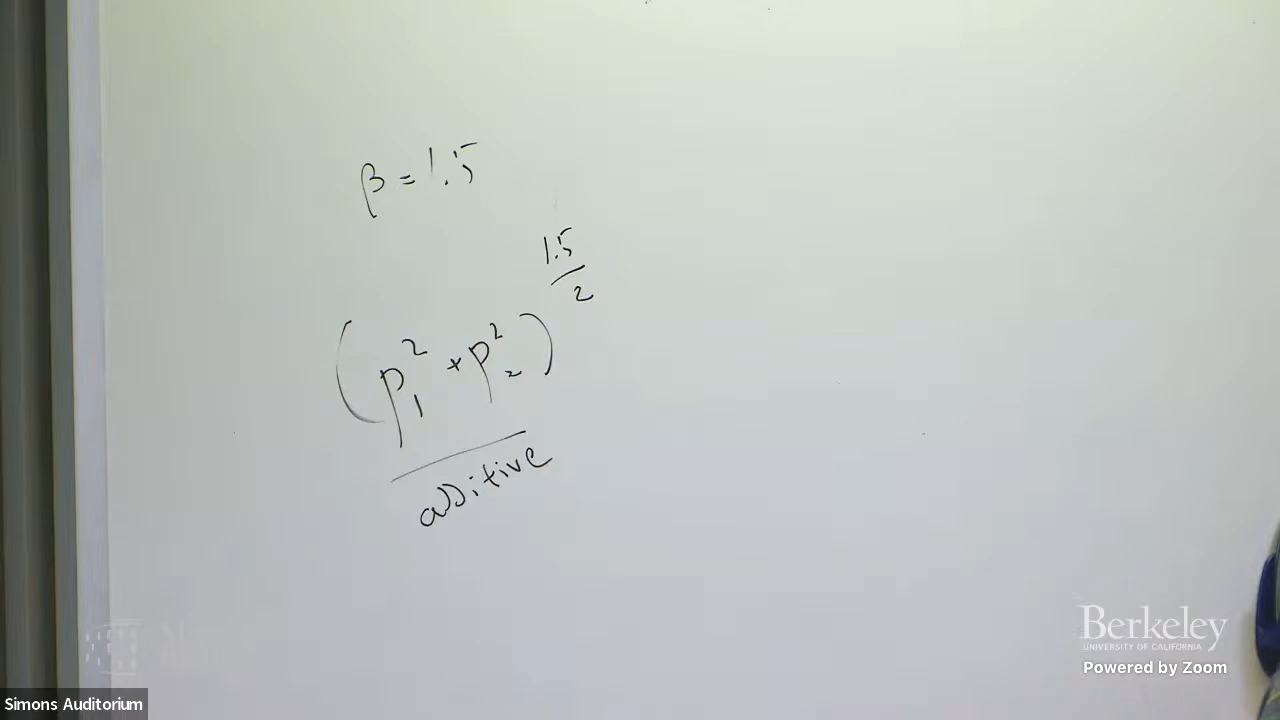 β = 1.5
(p₁² + p₂²)^(1.5/2)
additive
Berkeley
UNIVERSITY OF CALIFORNIA
Powered by Zoom
Simons Auditorium